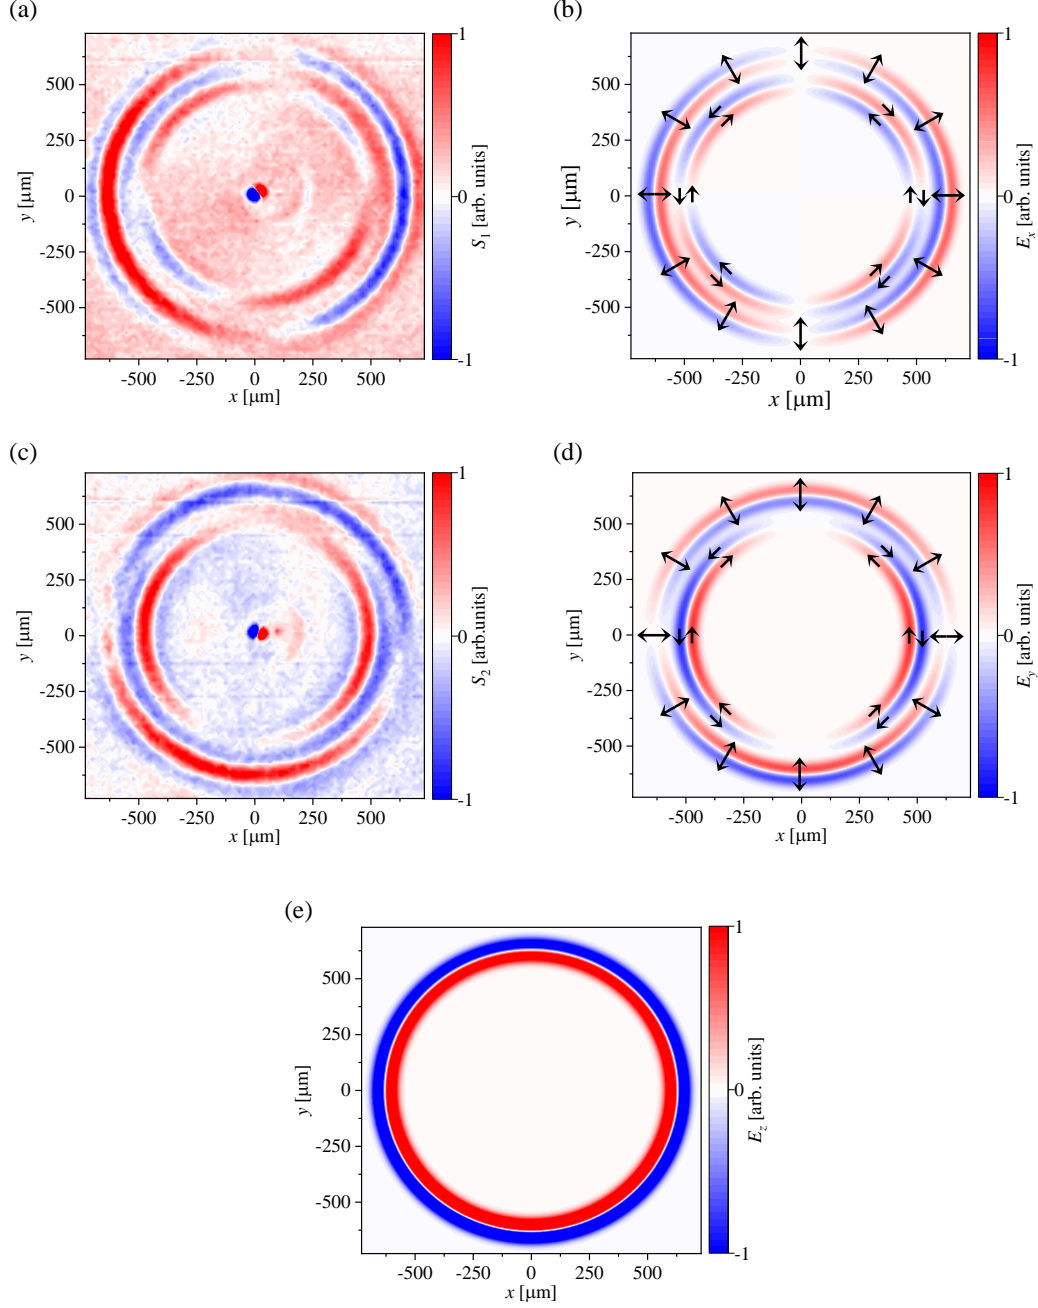 (a)
(b)
1
500
250
0
-250
-500
y [μm]
-500 -250 0 250 500
x [μm]
0
-1
S1 [arb. units]
1
500
250
0
-250
-500
y [μm]
-500 -250 0 250 500
x [μm]
0
-1
Ex [arb. units]
(c)
(d)
1
500
250
0
-250
-500
y [μm]
-500 -250 0 250 500
x [μm]
0
-1
S2 [arb. units]
1
500
250
0
-250
-500
y [μm]
-500 -250 0 250 500
x [μm]
0
-1
Ey [arb. units]
(e)
1
500
250
0
-250
-500
y [μm]
-500 -250 0 250 500
x [μm]
0
-1
Ez [arb. units]